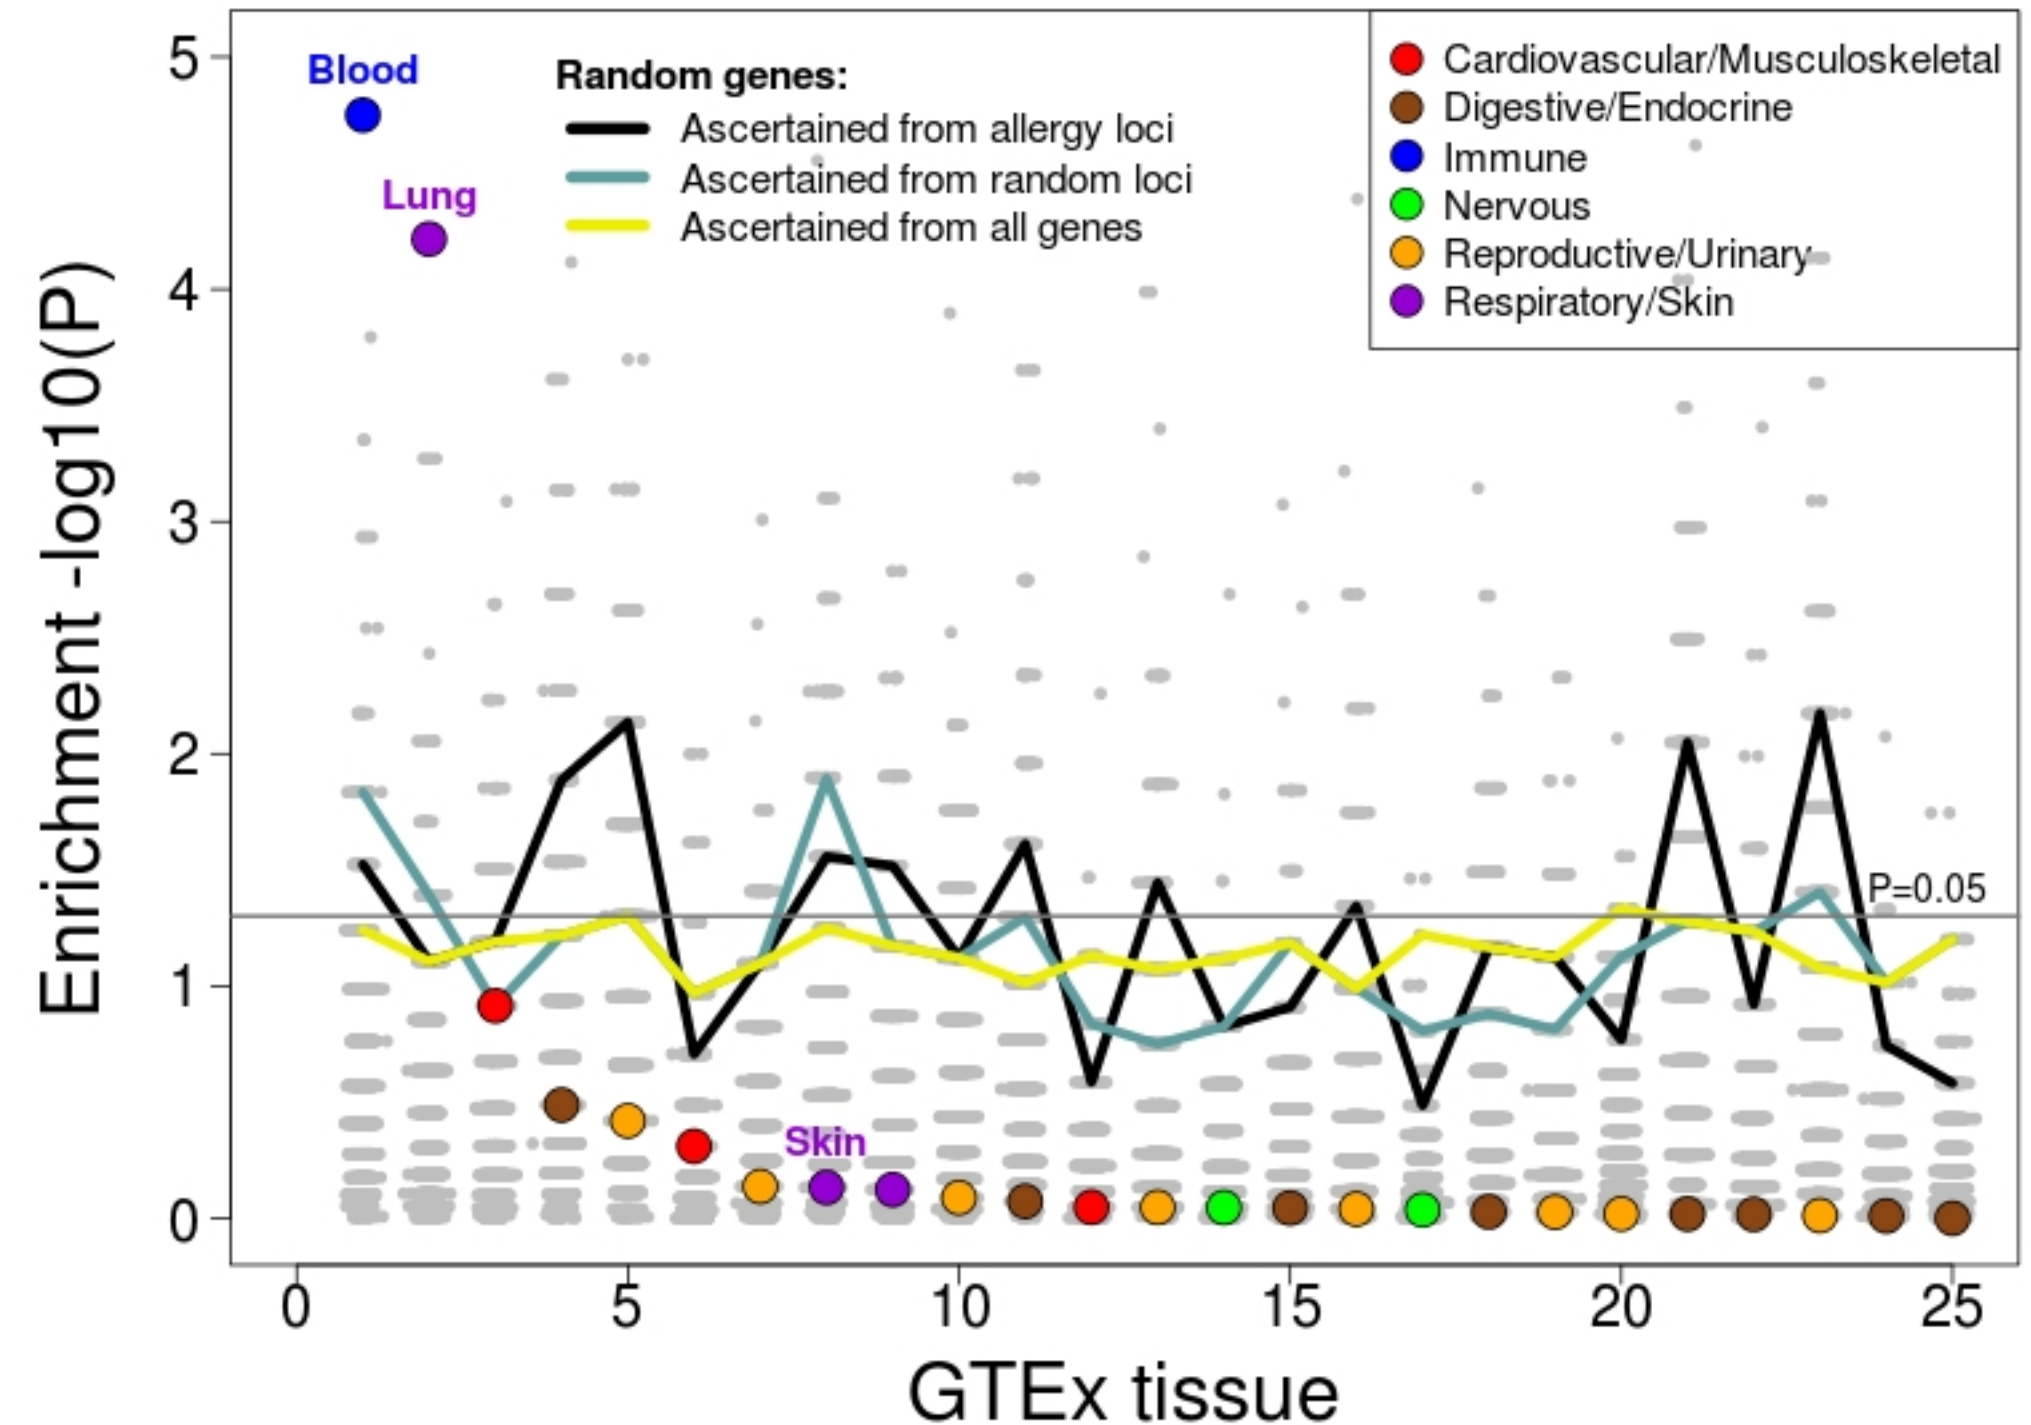 Enrichment -log10(P)
5
4
3
2
1
0
Blood
Lung
Random genes:
Ascertained from allergy loci
Ascertained from random loci
Ascertained from all genes
Cardiovascular/Musculoskeletal
Digestive/Endocrine
Immune
Nervous
Reproductive/Urinary
Respiratory/Skin
P=0.05
Skin
0 5 10 15 20 25
GTEx tissue